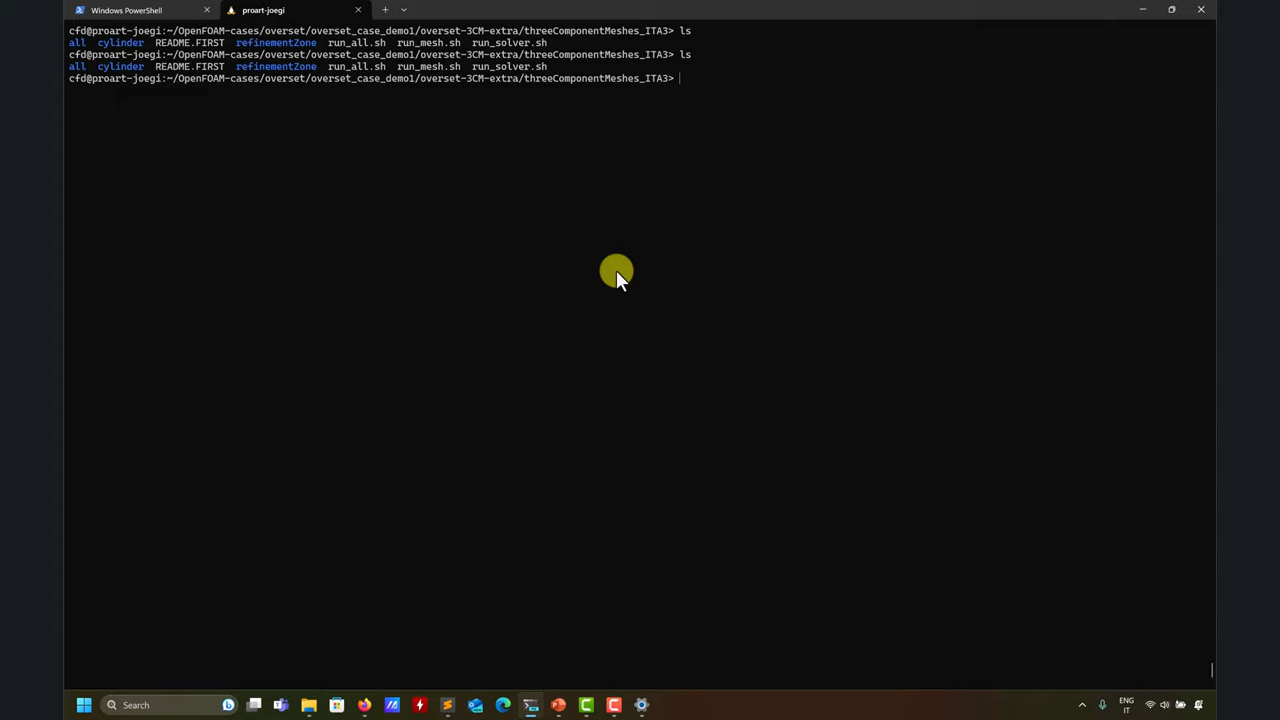 Windows PowerShell
proart-joegi
cfd@proart-joegi:~/OpenFOAM-cases/overset/overset_case_demo1/overset-3CM-extra/threeComponentMeshes_ITA3> ls
all cylinder README.FIRST refinementZone run_all.sh run_mesh.sh run_solver.sh
cfd@proart-joegi:~/OpenFOAM-cases/overset/overset_case_demo1/overset-3CM-extra/threeComponentMeshes_ITA3> ls
all cylinder README.FIRST refinementZone run_all.sh run_mesh.sh run_solver.sh
cfd@proart-joegi:~/OpenFOAM-cases/overset/overset_case_demo1/overset-3CM-extra/threeComponentMeshes_ITA3>
Search
ENG
IT